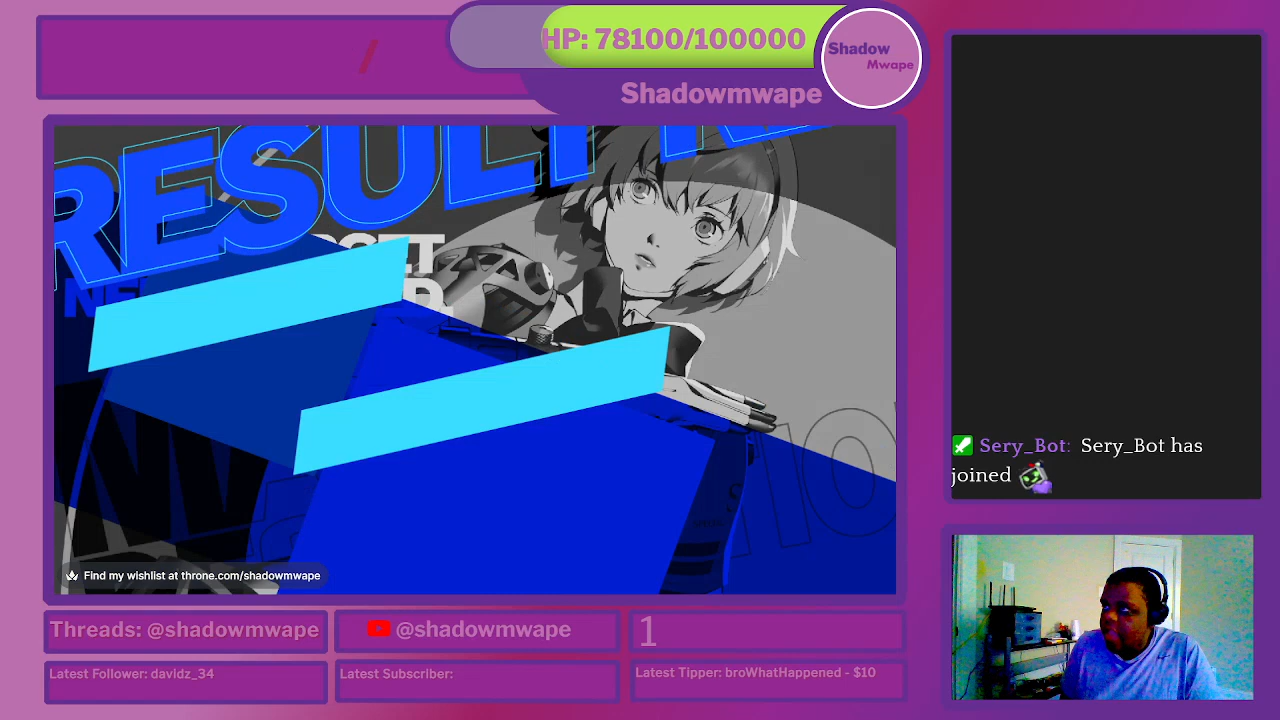 /
HP: 78100/100000
Shadow
Mwape
Shadowmwape
RESULT
Find my wishlist at throne.com/shadowmwape
Sery_Bot: Sery_Bot has
joined
Threads: @shadowmwape
@shadowmwape
1
Latest Follower: davidz_34
Latest Subscriber:
Latest Tipper: broWhatHappened - $10